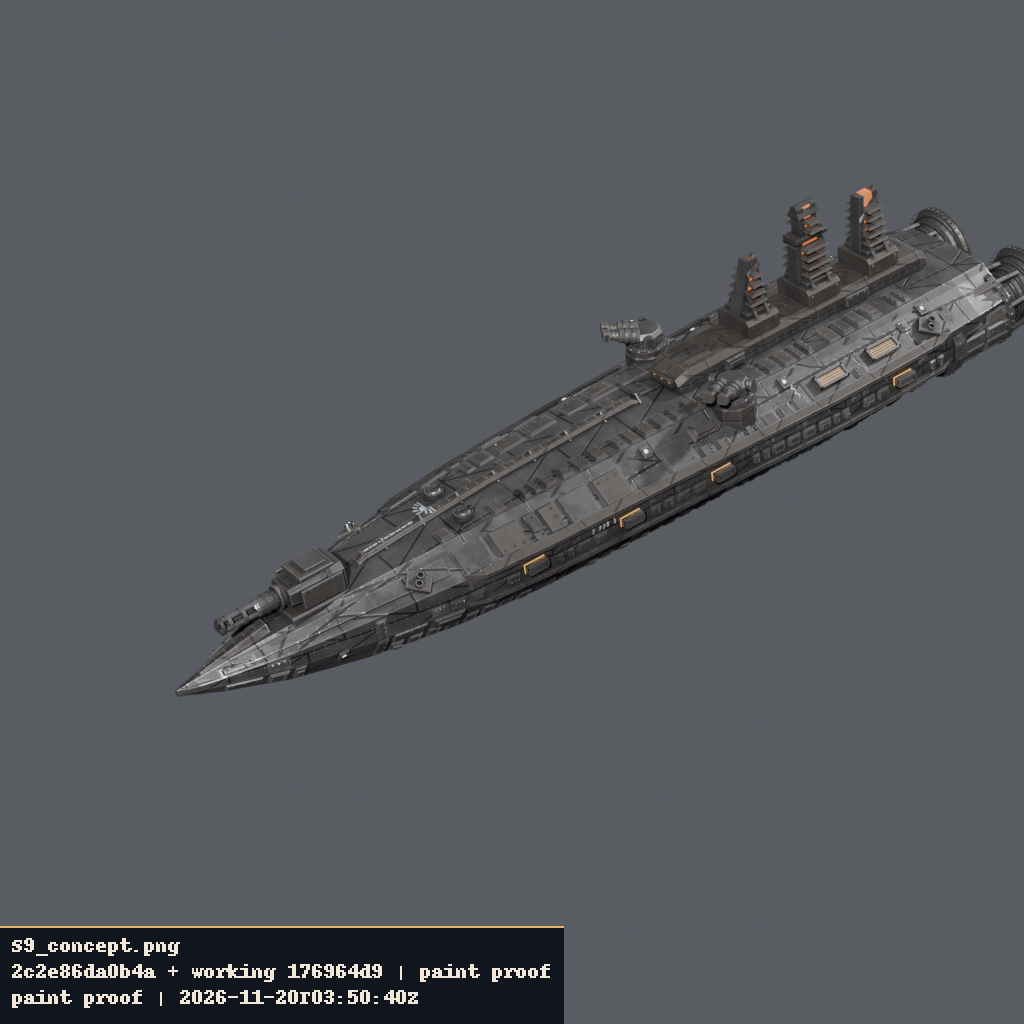 s9_concept.png
2c2e86da0b4a + working 176964d9 | paint proof
paint proof | 2026-11-20T03:50:40Z